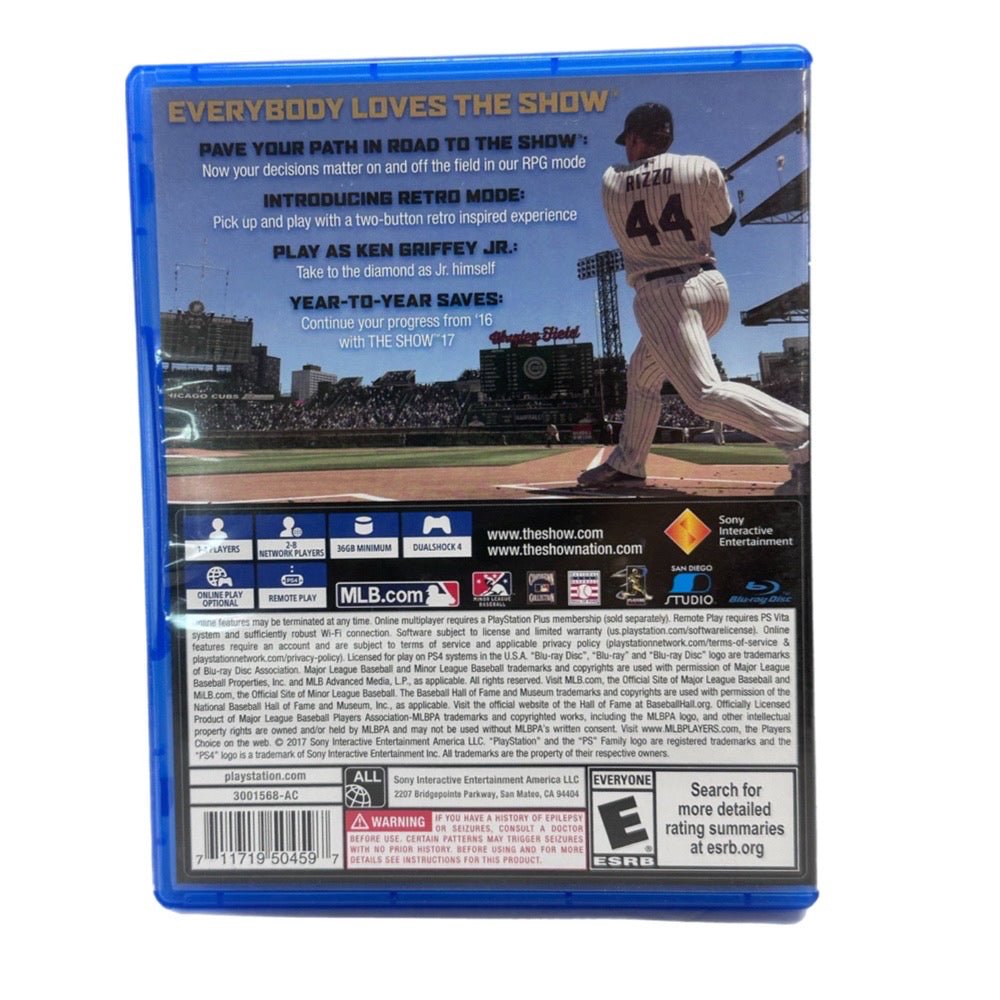 EVERYBODY LOVES THE SHOW™
PAVE YOUR PATH IN ROAD TO THE SHOW™:
Now your decisions matter on and off the field in our RPG mode
INTRODUCING RETRO MODE:
Pick up and play with a two-button retro inspired experience
PLAY AS KEN GRIFFEY JR.:
Take to the diamond as Jr. himself
YEAR-TO-YEAR SAVES:
Continue your progress from '16
with THE SHOW™17
RIZZO
44
Wrigley Field
CHICAGO CUBS
PLAYERS
2-8
NETWORK PLAYERS
36GB MINIMUM
DUALSHOCK 4
ONLINE PLAY
OPTIONAL
PS4
REMOTE PLAY
www.theshow.com
www.theshownation.com
Sony
Interactive
Entertainment
MLB.com
MINOR LEAGUE
BASEBALL
COOPERSTOWN
COLLECTION
SAN DIEGO
STUDIO
Blu-ray Disc
Online features may be terminated at any time. Online multiplayer requires a PlayStation Plus membership (sold separately). Remote Play requires PS Vita
system and sufficiently robust Wi-Fi connection. Software subject to license and limited warranty (us.playstation.com/softwarelicense). Online
features require an account and are subject to terms of service and applicable privacy policy (playstationnetwork.com/terms-of-service &
playstationnetwork.com/privacy-policy). Licensed for play on PS4 systems in the U.S.A. "Blu-ray Disc", "Blu-ray" and "Blu-ray Disc" logo are trademarks
of Blu-ray Disc Association. Major League Baseball and Minor League Baseball trademarks and copyrights are used with permission of Major League
Baseball Properties, Inc. and MLB Advanced Media, L.P., as applicable. All rights reserved. Visit MLB.com, the Official Site of Major League Baseball and
MiLB.com, the Official Site of Minor League Baseball. The Baseball Hall of Fame and Museum trademarks and copyrights are used with permission of the
National Baseball Hall of Fame and Museum, Inc., as applicable. Visit the official website of the Hall of Fame at BaseballHall.org. Officially Licensed
Product of Major League Baseball Players Association-MLBPA trademarks and copyrighted works, including the MLBPA logo, and other intellectual
property rights are owned and/or held by MLBPA and may not be used without MLBPA's written consent. Visit www.MLBPLAYERS.com, the Players
Choice on the web. © 2017 Sony Interactive Entertainment America LLC. "PlayStation" and the "PS" Family logo are registered trademarks and the
"PS4" logo is a trademark of Sony Interactive Entertainment Inc. All trademarks are the property of their respective owners.
playstation.com
3001568-AC
7 11719 50459 7
ALL
Sony Interactive Entertainment America LLC
2207 Bridgepointe Parkway, San Mateo, CA 94404
WARNING
IF YOU HAVE A HISTORY OF EPILEPSY
OR SEIZURES, CONSULT A DOCTOR
BEFORE USE. CERTAIN PATTERNS MAY TRIGGER SEIZURES
WITH NO PRIOR HISTORY. BEFORE USING AND FOR MORE
DETAILS SEE INSTRUCTIONS FOR THIS PRODUCT.
EVERYONE
E
ESRB
Search for
more detailed
rating summaries
at esrb.org